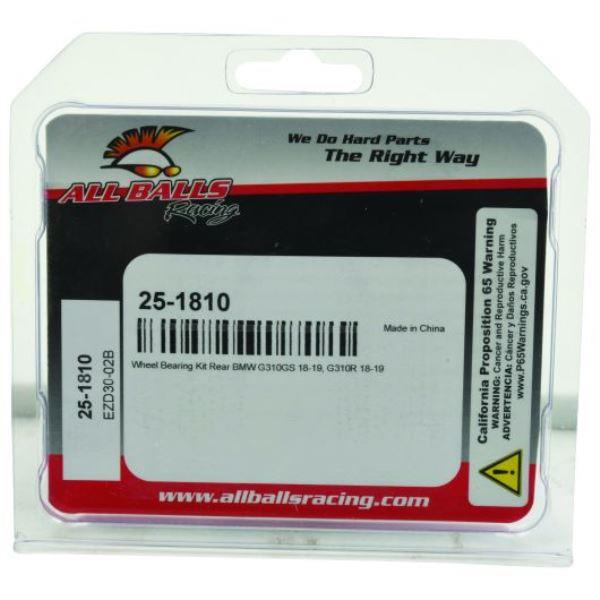 We Do Hard Parts
The Right Way
ALL BALLS
Racing
25-1810
Made in China
Wheel Bearing Kit Rear BMW G310GS 18-19, G310R 18-19
25-1810
EZD30-02B
California Proposition 65 Warning
WARNING: Cancer and Reproductive Harm
ADVERTENCIA: Cáncer y Daños Reproductivos
www.P65Warnings.ca.gov
www.allballsracing.com